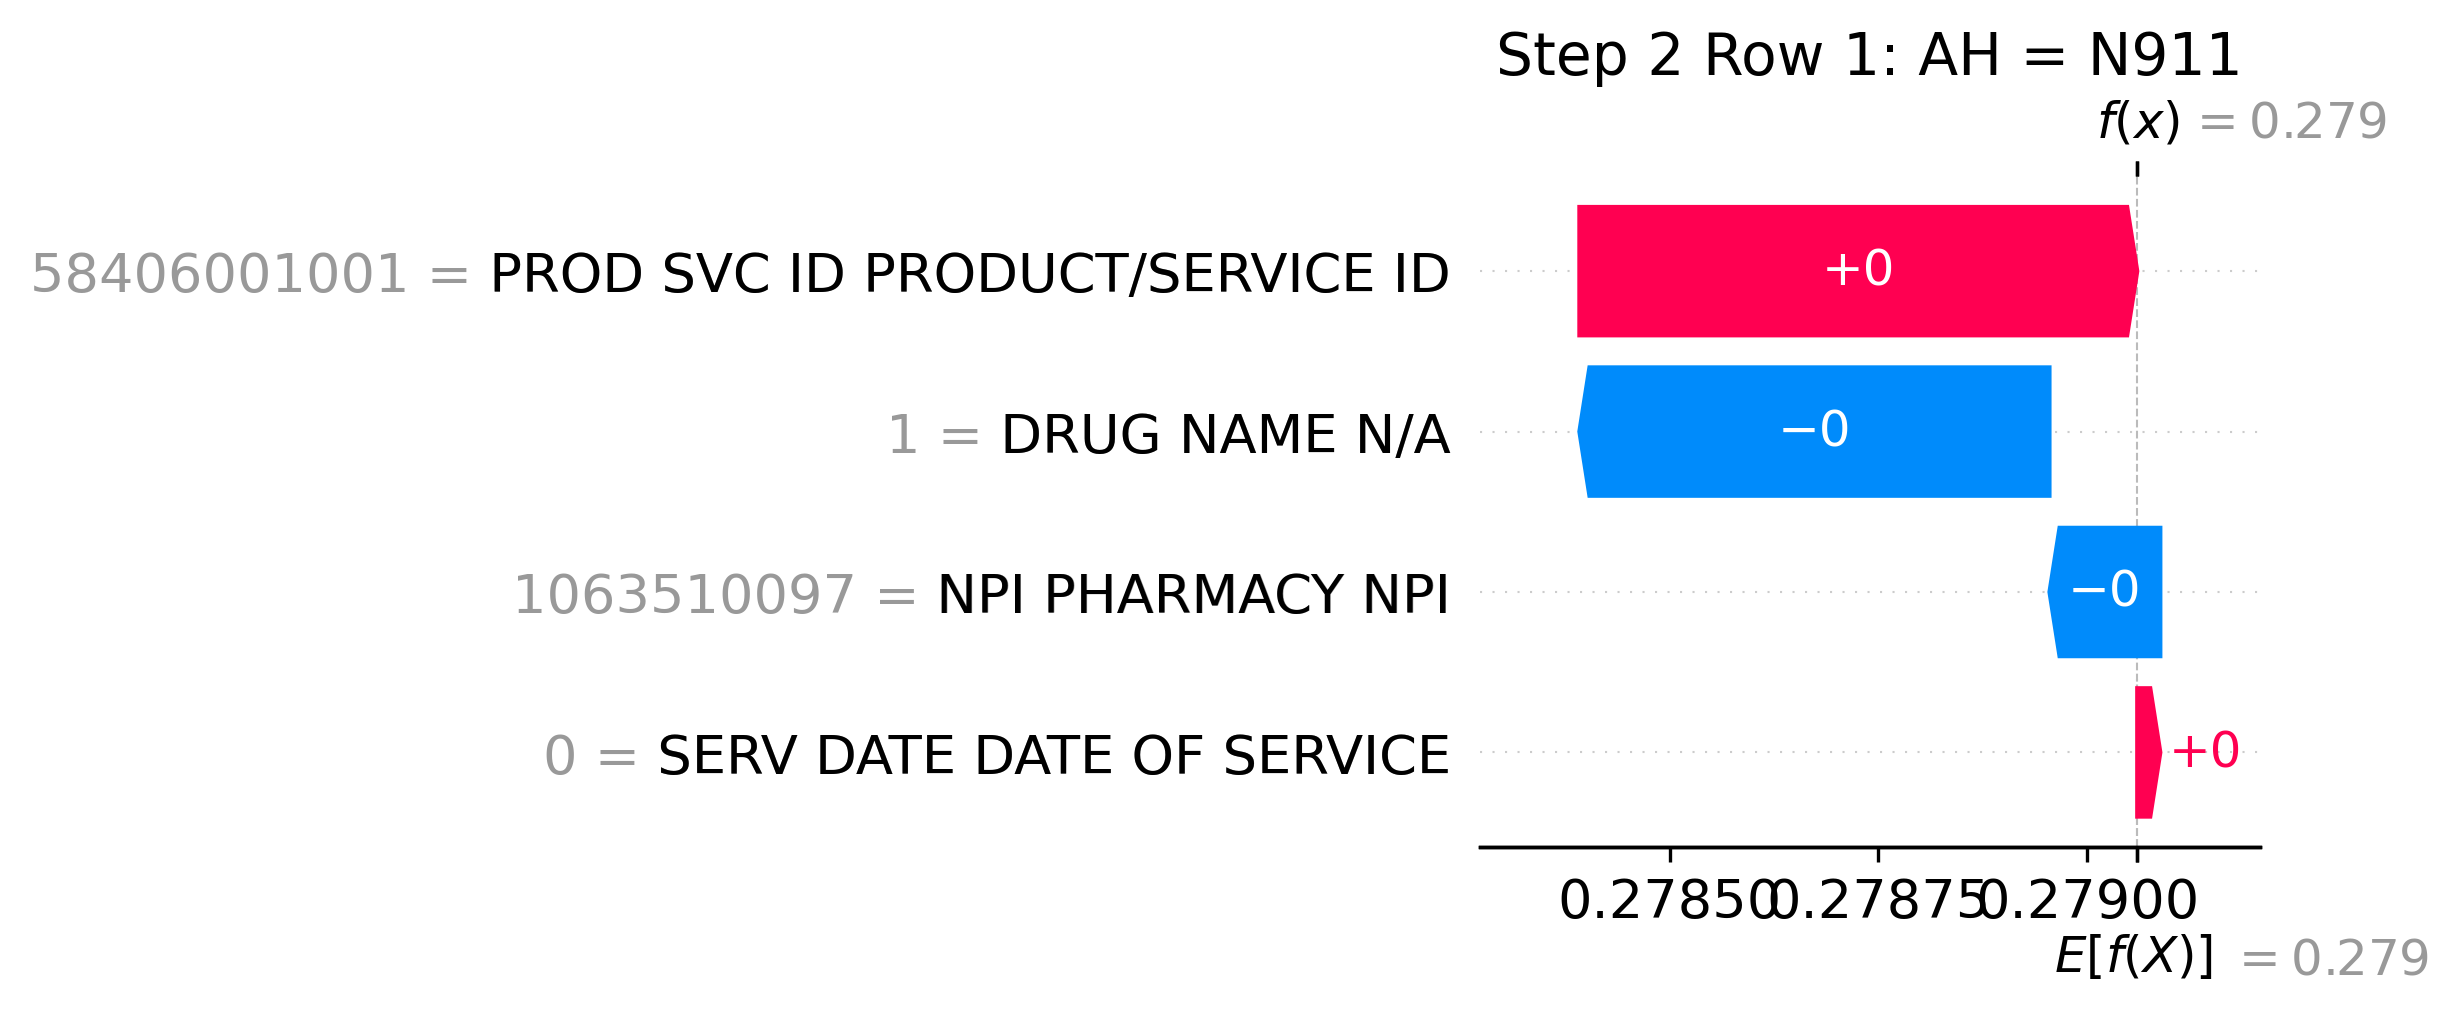 Step 2 Row 1: AH = N911
f(x) = 0.279
58406001001 = PROD SVC ID PRODUCT/SERVICE ID
+0
1 = DRUG NAME N/A
−0
1063510097 = NPI PHARMACY NPI
−0
0 = SERV DATE DATE OF SERVICE
+0
0.27850 0.27875 0.27900
E[f(X)] = 0.279